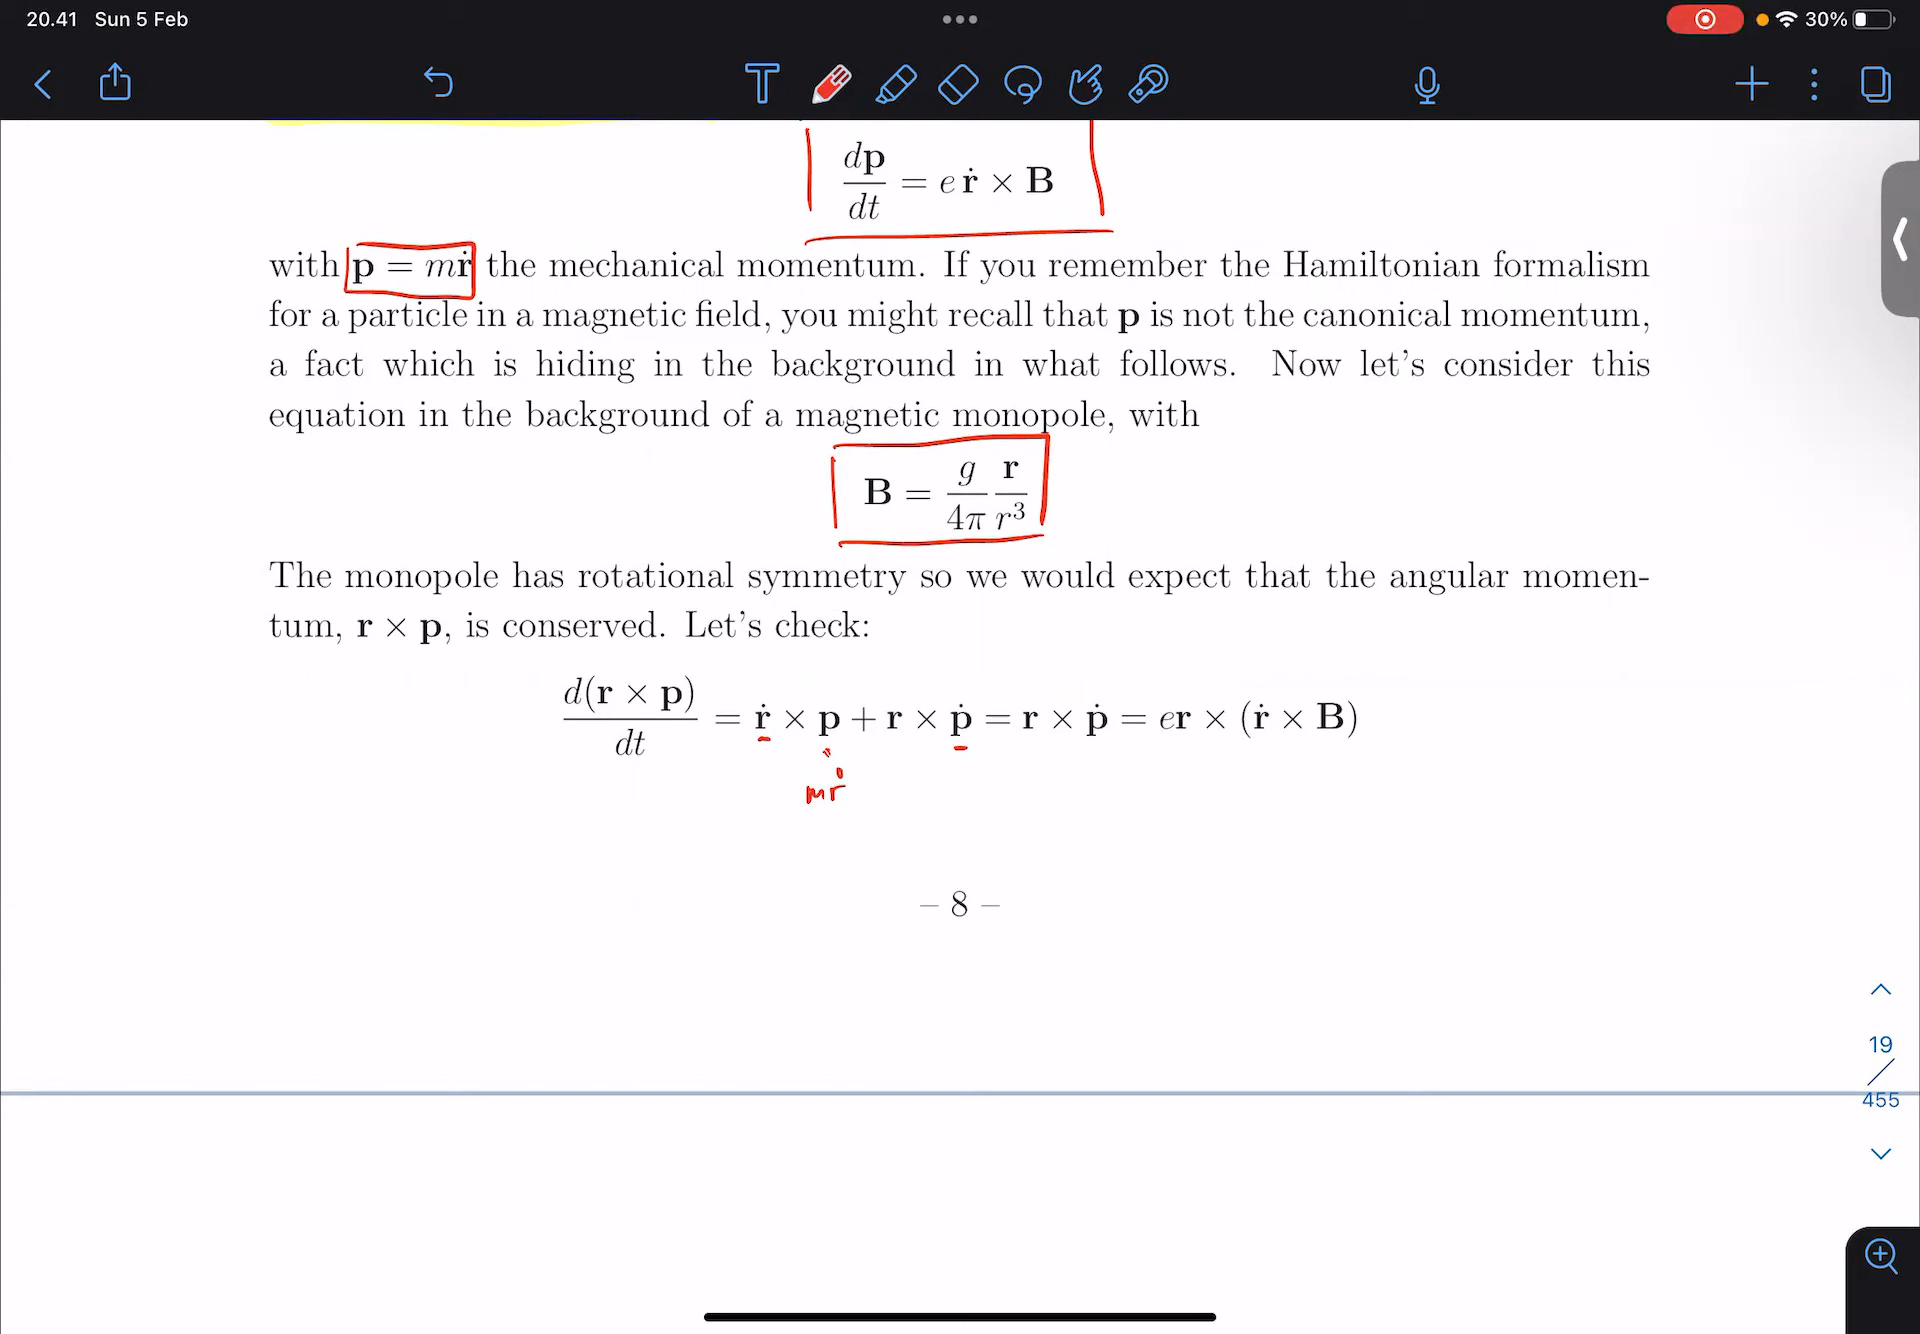 20.41 Sun 5 Feb
30%
dp/dt = e ṙ × B
with p = mṙ the mechanical momentum. If you remember the Hamiltonian formalism
for a particle in a magnetic field, you might recall that p is not the canonical momentum,
a fact which is hiding in the background in what follows. Now let's consider this
equation in the background of a magnetic monopole, with
B = g/4π r/r³
The monopole has rotational symmetry so we would expect that the angular momen-
tum, r × p, is conserved. Let's check:
d(r × p)/dt = ṙ × p + r × ṗ = r × ṗ = er × (ṙ × B)
mṙ
– 8 –
19
/
455